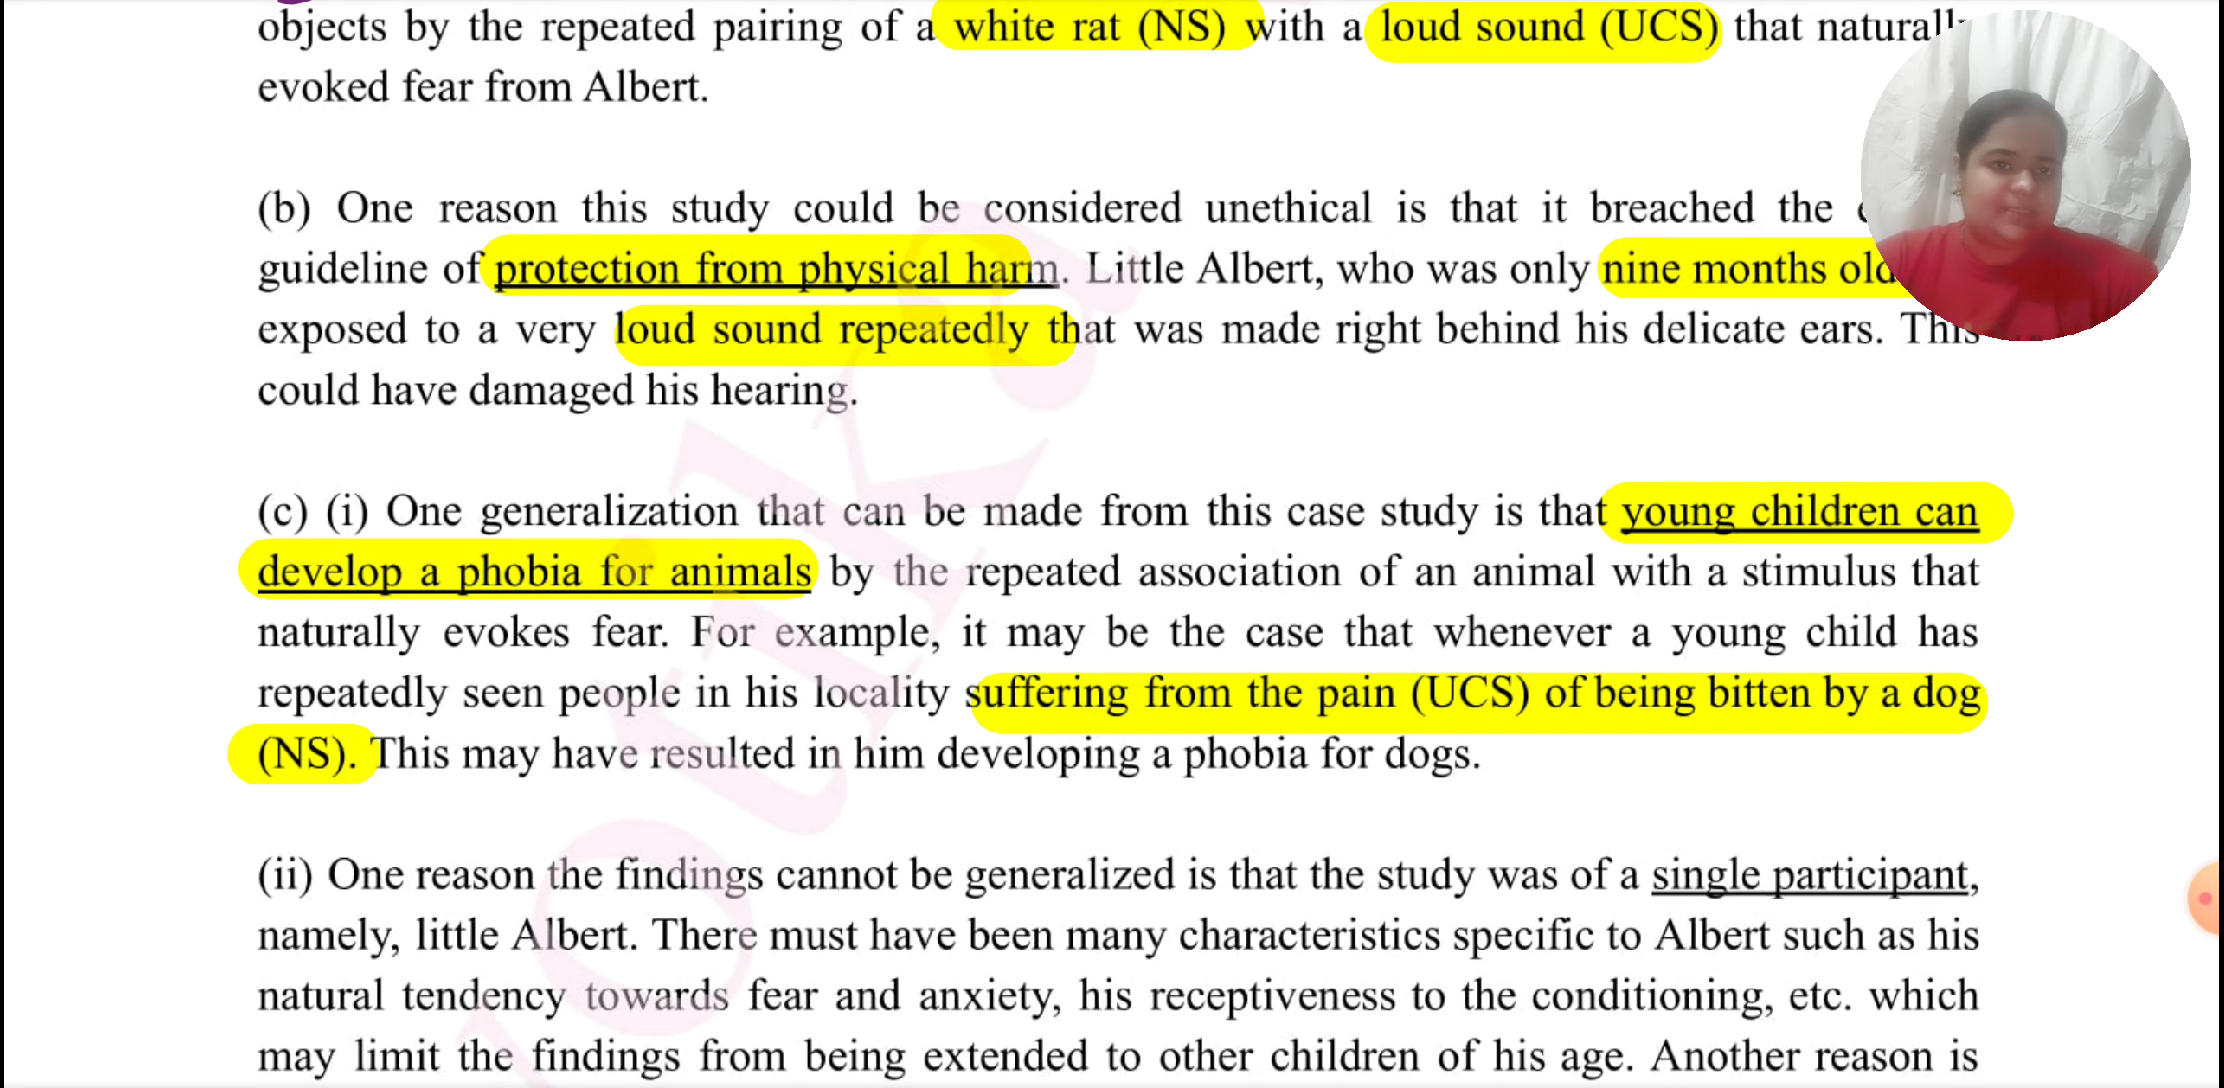 objects by the repeated pairing of a white rat (NS) with a loud sound (UCS) that
evoked fear from Albert.
(b) One reason this study could be considered unethical is that it breached the
guideline of protection from physical harm. Little Albert, who was only nine months old
exposed to a very loud sound repeatedly that was made right behind his delicate ears. This
could have damaged his hearing.
(c) (i) One generalization that can be made from this case study is that young children can
develop a phobia for animals by the repeated association of an animal with a stimulus that
naturally evokes fear. For example, it may be the case that whenever a young child has
repeatedly seen people in his locality suffering from the pain (UCS) of being bitten by a dog
(NS). This may have resulted in him developing a phobia for dogs.
(ii) One reason the findings cannot be generalized is that the study was of a single participant,
namely, little Albert. There must have been many characteristics specific to Albert such as his
natural tendency towards fear and anxiety, his receptiveness to the conditioning, etc. which
may limit the findings from being extended to other children of his age. Another reason is